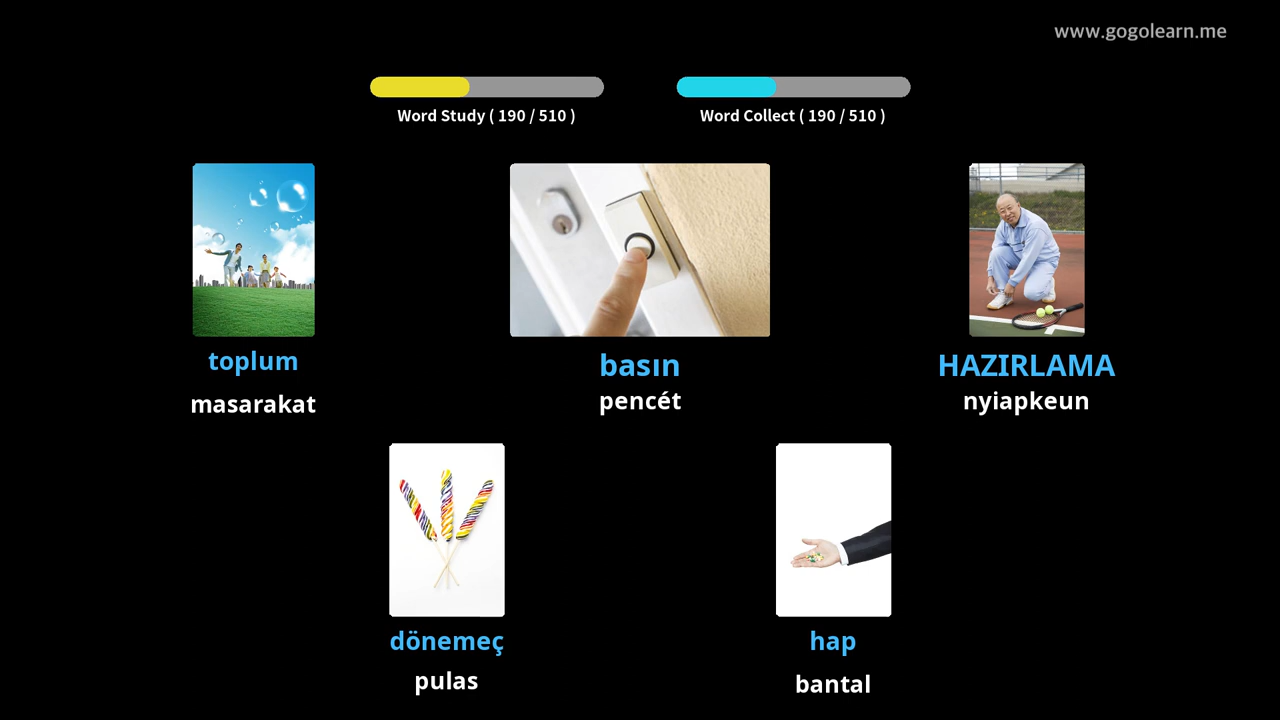 www.gogolearn.me
Word Study ( 190 / 510 )
Word Collect ( 190 / 510 )
toplum
masarakat
basın
pencét
HAZIRLAMA
nyiapkeun
dönemeç
pulas
hap
bantal